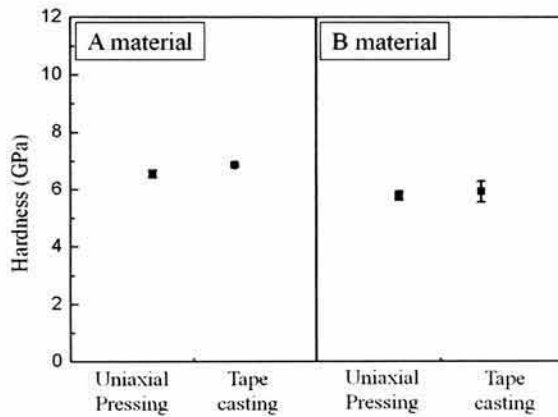 12
10
8
6
4
2
0
Hardness (GPa)
A material
B material
Uniaxial
Pressing
Tape
casting
Uniaxial
Pressing
Tape
casting